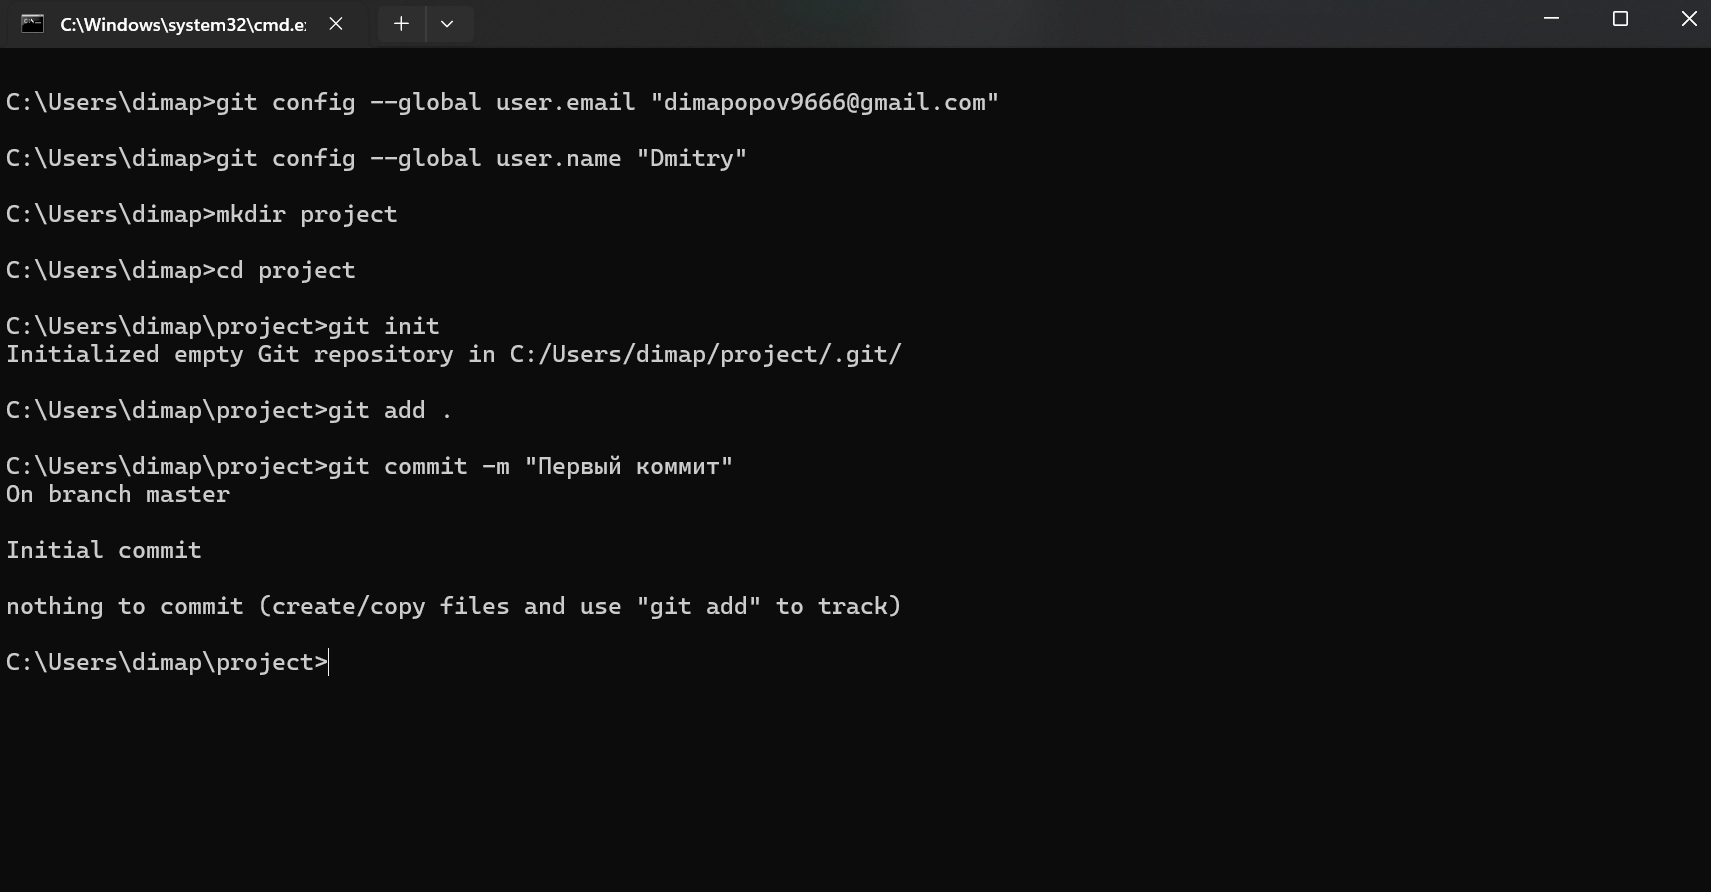 C:\Windows\system32\cmd.e
C:\Users\dimap>git config --global user.email "dimapopov9666@gmail.com"
C:\Users\dimap>git config --global user.name "Dmitry"
C:\Users\dimap>mkdir project
C:\Users\dimap>cd project
C:\Users\dimap\project>git init
Initialized empty Git repository in C:/Users/dimap/project/.git/
C:\Users\dimap\project>git add .
C:\Users\dimap\project>git commit -m "Первый коммит"
On branch master
Initial commit
nothing to commit (create/copy files and use "git add" to track)
C:\Users\dimap\project>